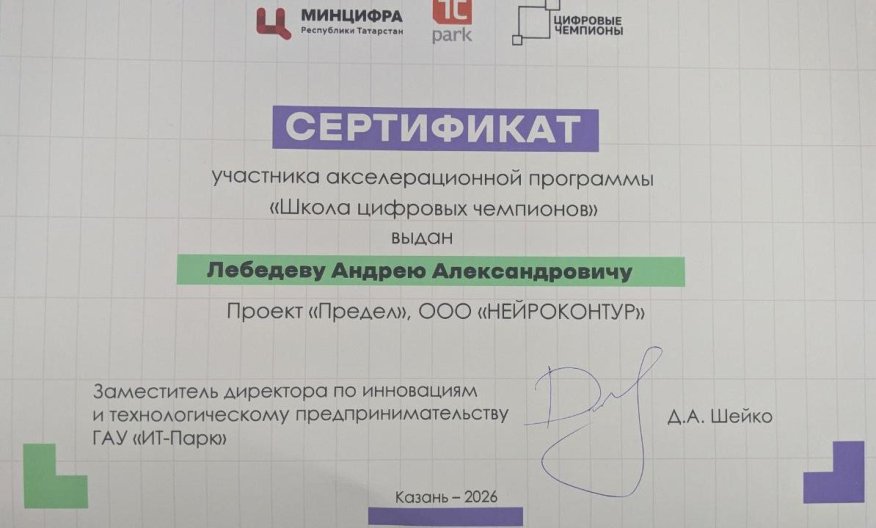 МИНЦИФРА
Республики Татарстан
park
ЦИФРОВЫЕ
ЧЕМПИОНЫ
СЕРТИФИКАТ
участника акселерационной программы
«Школа цифровых чемпионов»
выдан
Лебедеву Андрею Александровичу
Проект «Предел», ООО «НЕЙРОКОНТУР»
Заместитель директора по инновациям
и технологическому предпринимательству
ГАУ «ИТ-Парк»
Д.А. Шейко
Казань – 2026